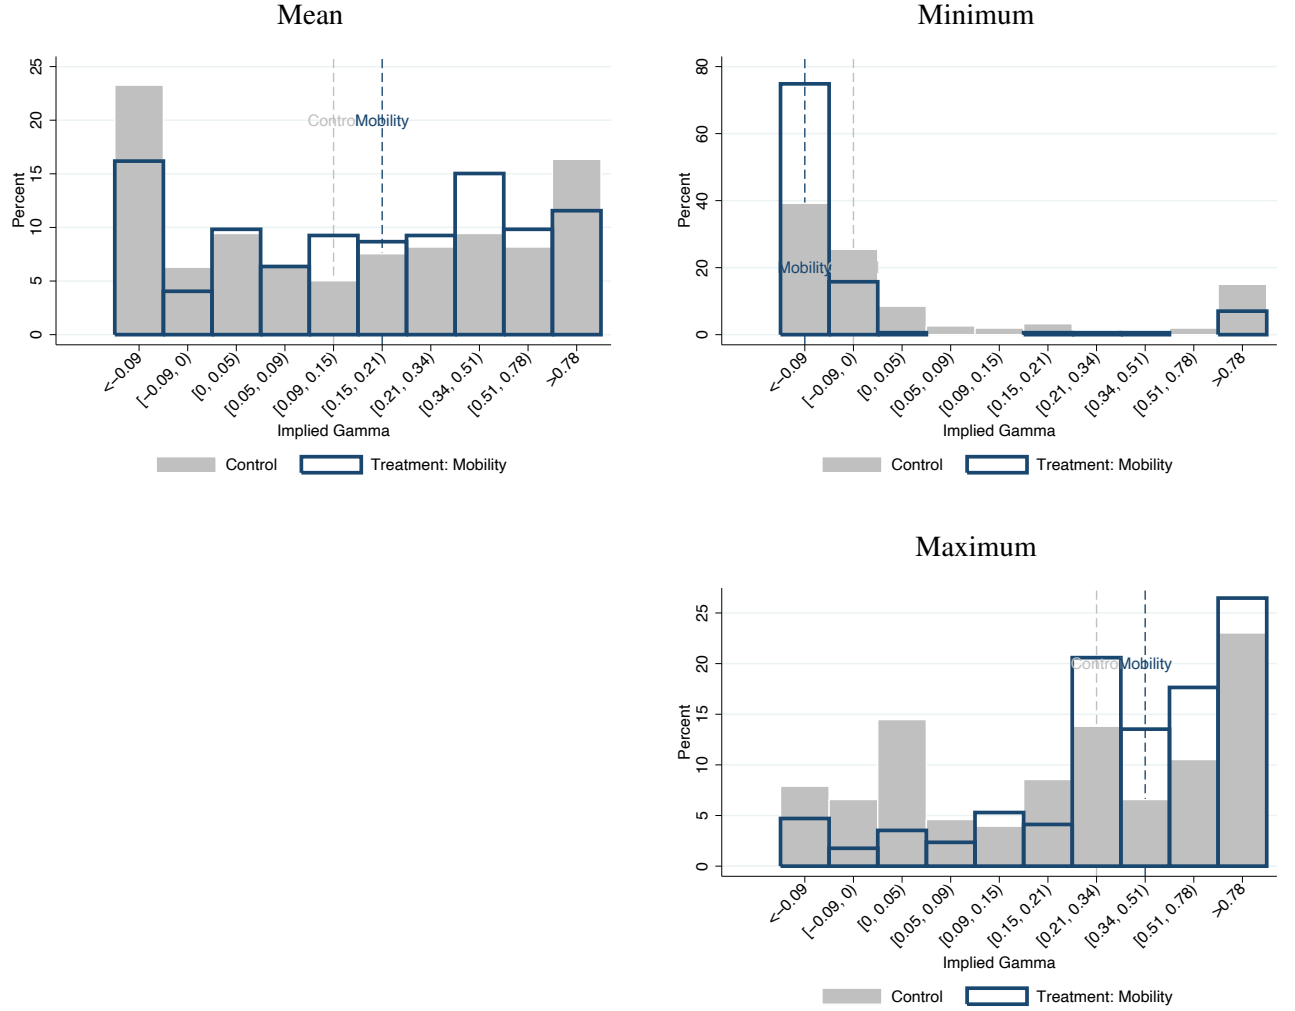 Mean
25
20
15
10
5
0
Percent
Control
Mobility
<−0.09
[−0.09, 0)
[0, 0.05)
[0.05, 0.09)
[0.09, 0.15)
[0.15, 0.21)
[0.21, 0.34)
[0.34, 0.51)
[0.51, 0.78)
>0.78
Implied Gamma
Control
Treatment: Mobility
Minimum
80
60
40
20
0
Percent
Mobility
<−0.09
[−0.09, 0)
[0, 0.05)
[0.05, 0.09)
[0.09, 0.15)
[0.15, 0.21)
[0.21, 0.34)
[0.34, 0.51)
[0.51, 0.78)
>0.78
Implied Gamma
Control
Treatment: Mobility
Maximum
25
20
15
10
5
0
Percent
Control
Mobility
<−0.09
[−0.09, 0)
[0, 0.05)
[0.05, 0.09)
[0.09, 0.15)
[0.15, 0.21)
[0.21, 0.34)
[0.34, 0.51)
[0.51, 0.78)
>0.78
Implied Gamma
Control
Treatment: Mobility